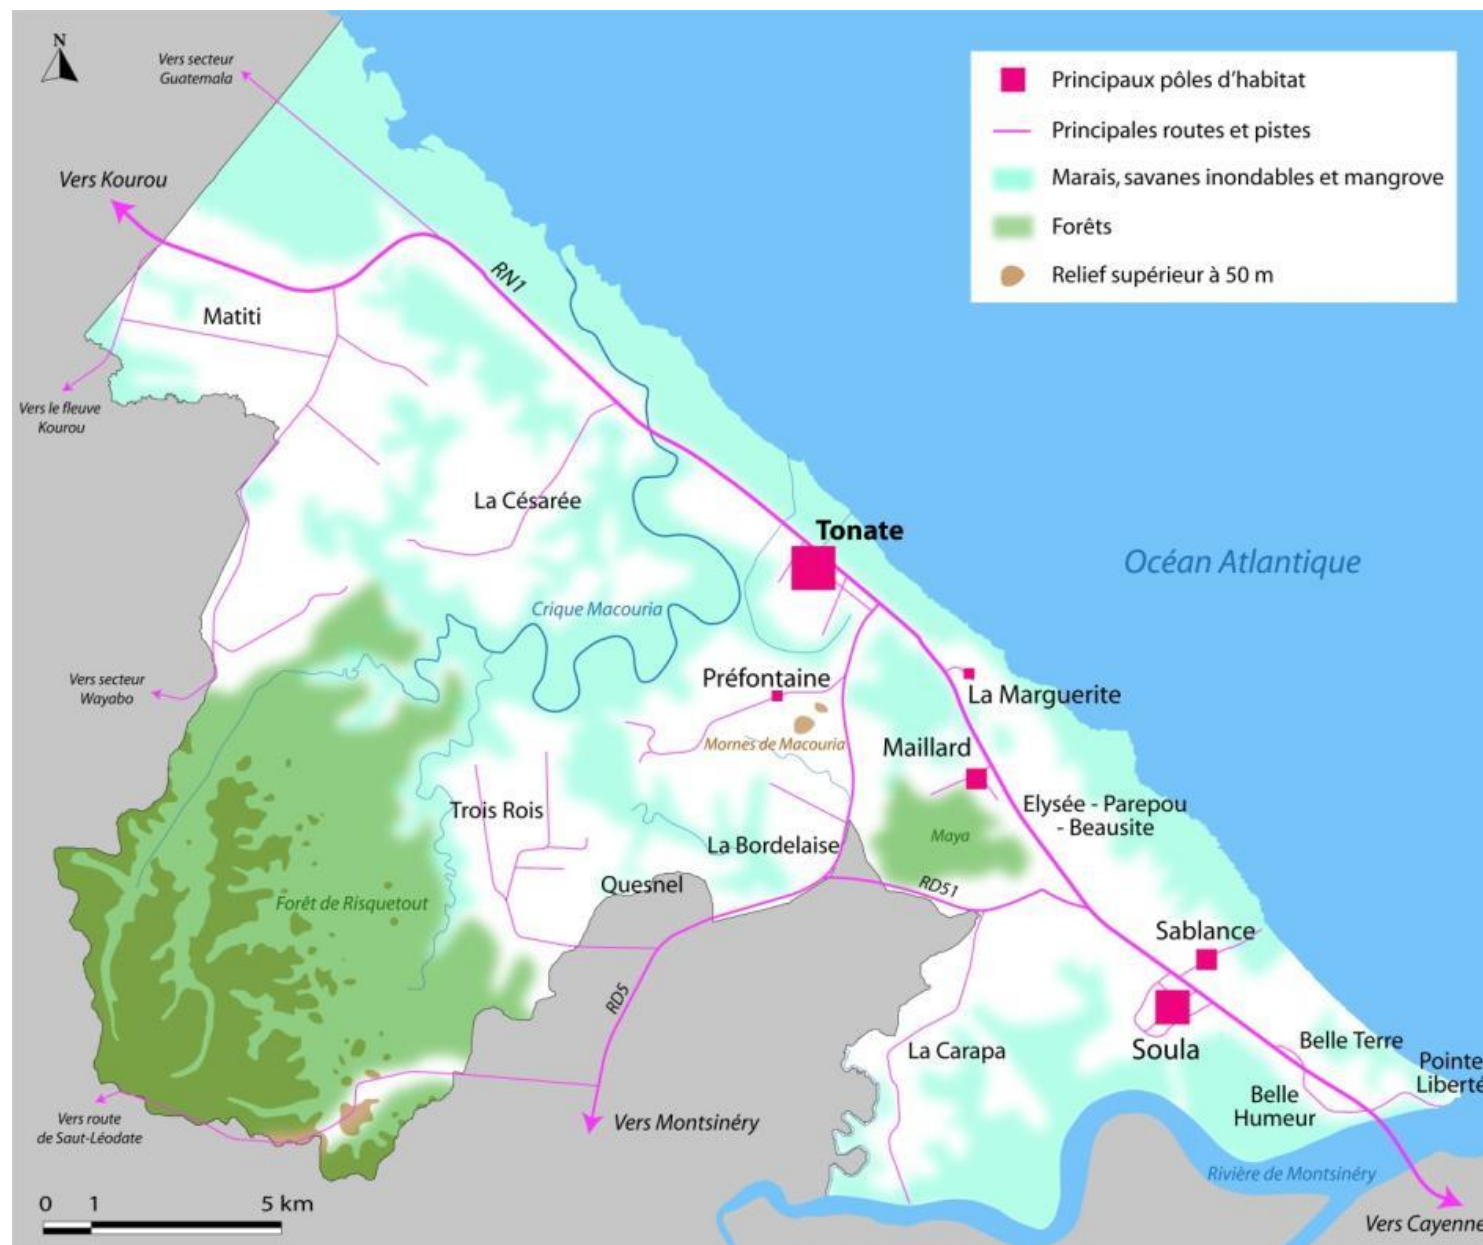 N
Vers secteur
Guatemala
Vers Kourou
Principaux pôles d'habitat
Principales routes et pistes
Marais, savanes inondables et mangrove
Forêts
Relief supérieur à 50 m
RN1
Matiti
Vers le fleuve
Kourou
La Césarée
Tonate
Océan Atlantique
Crique Macouria
Vers secteur
Wayabo
Préfontaine
La Marguerite
Mornes de Macouria
Maillard
Trois Rois
Elysée - Parepou
- Beausite
Maya
La Bordelaise
Quesnel
RD51
Forêt de Risquetout
Sablance
RD5
Soula
La Carapa
Belle Terre
Pointe
Liberté
Belle
Humeur
Vers route
de Saut-Léodate
Vers Montsinéry
Rivière de Montsinéry
Vers Cayenne
0 1 5 km